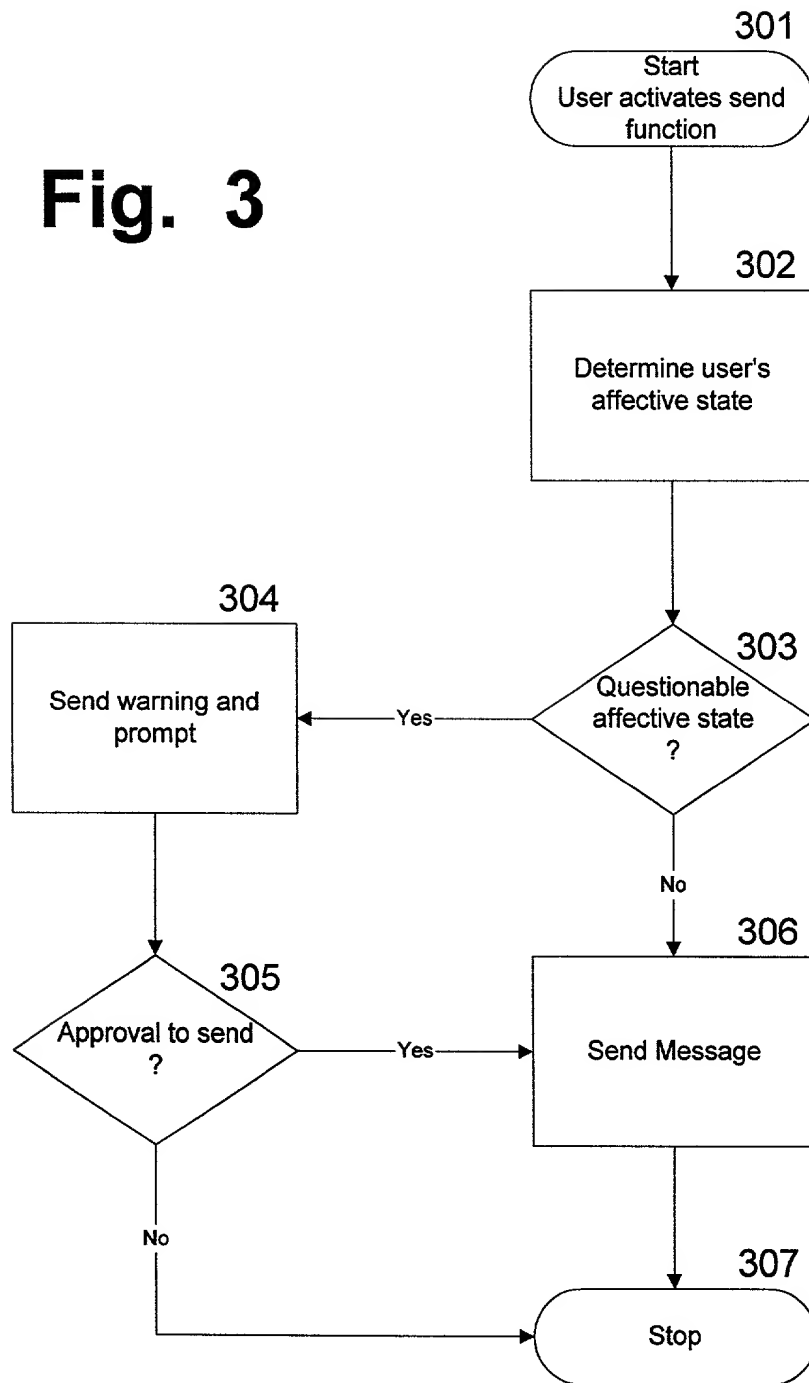 Fig. 3
301
Start
User activates send
function
302
Determine user's
affective state
303
Questionable
affective state
?
Yes
No
304
Send warning and
prompt
305
Approval to send
?
Yes
No
306
Send Message
307
Stop